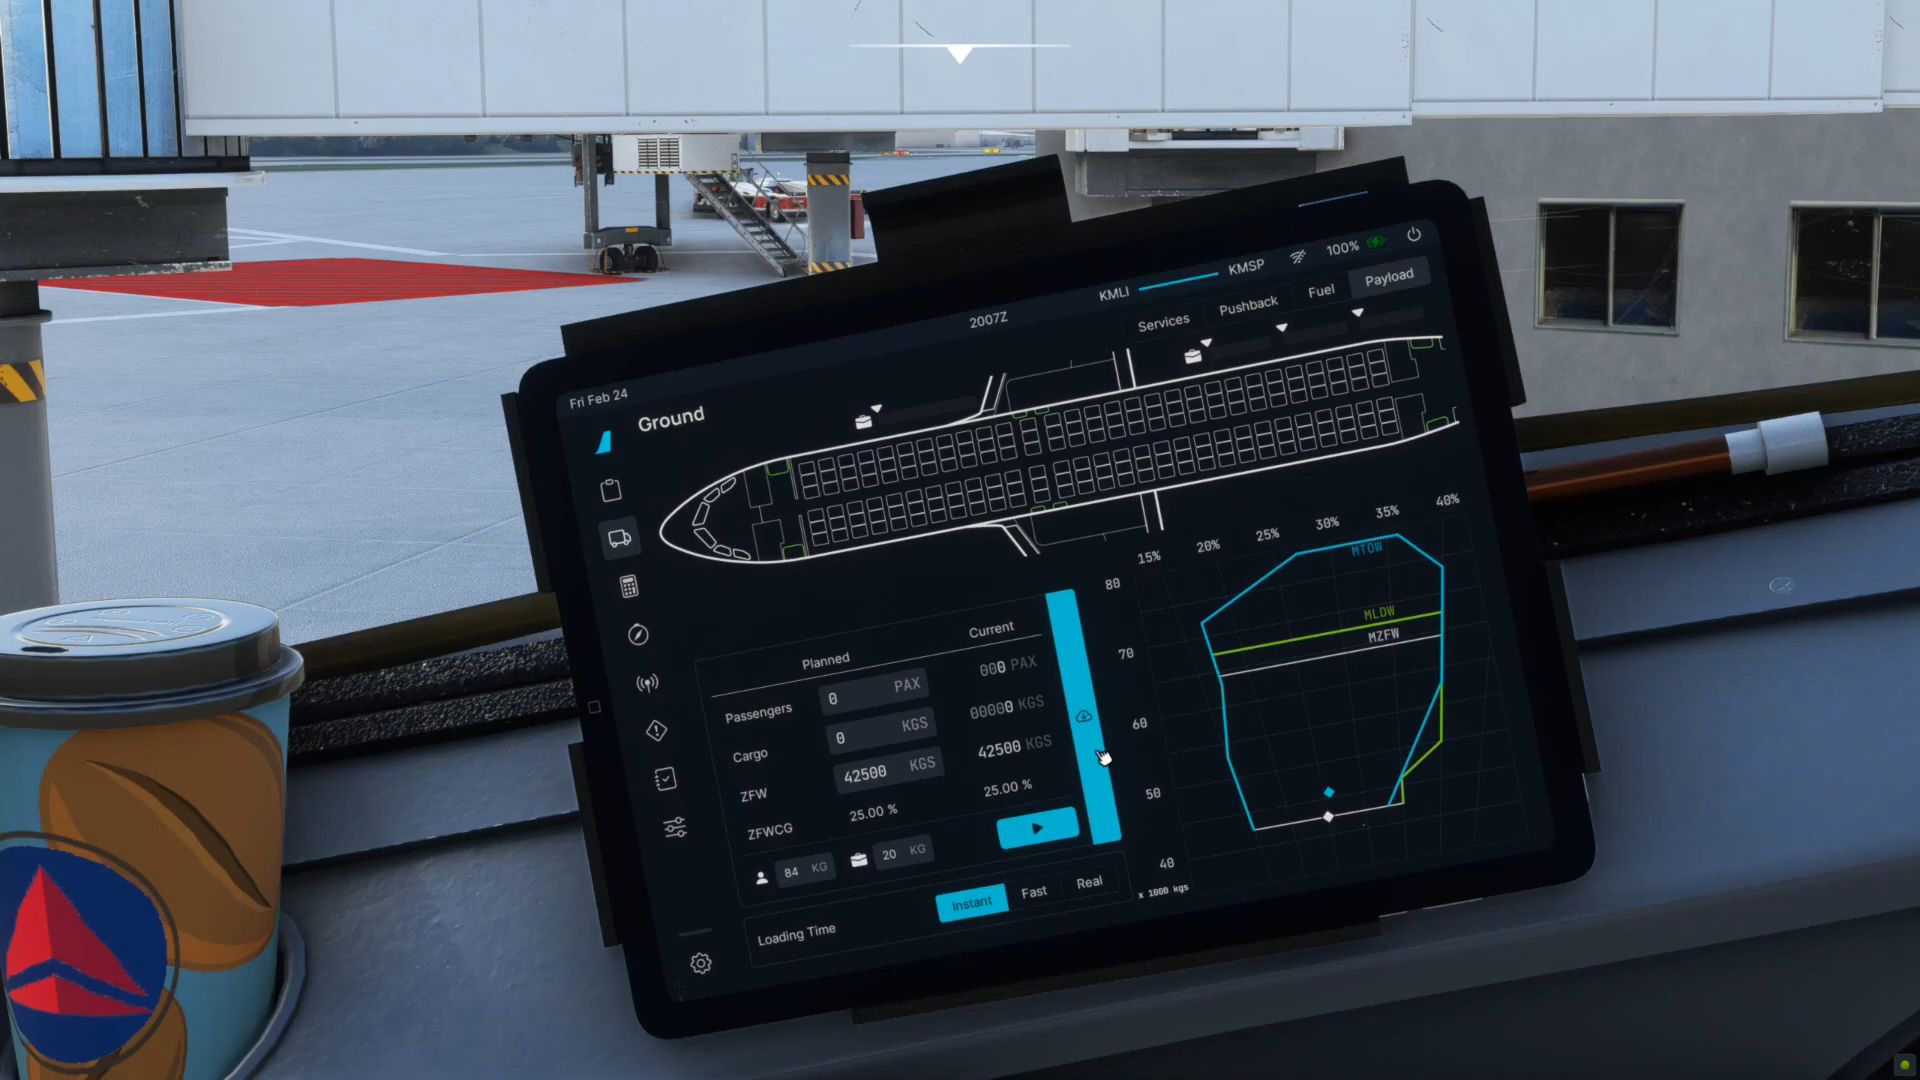 KMLI KMSP 100%
2007Z
Services Pushback Fuel Payload
Fri Feb 24
Ground
15% 20% 25% 30% 35% 40%
80
70
60
50
40
x 1000 kgs
MTOW
MLDW
MZFW
Planned Current
Passengers 0 PAX 000 PAX
Cargo 0 KGS 00000 KGS
ZFW 42500 KGS 42500 KGS
ZFWCG 25.00 % 25.00 %
84 KG 20 KG
Loading Time Instant Fast Real